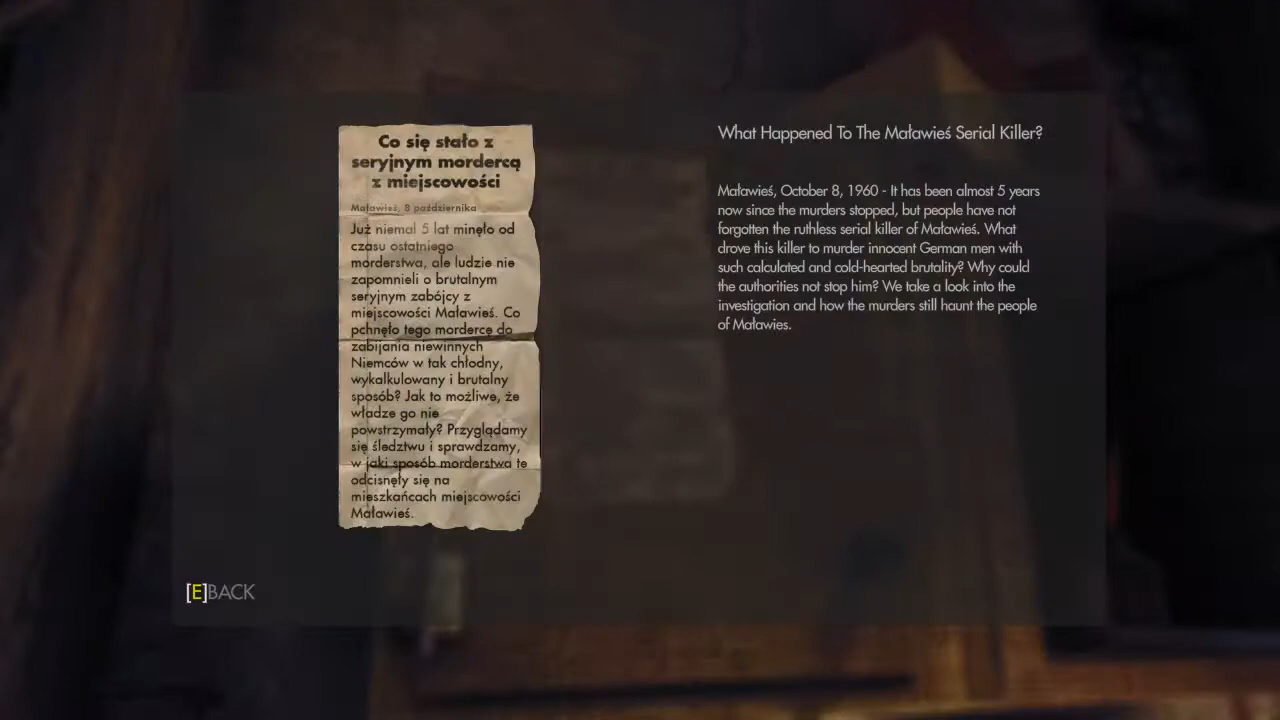 Co się stało z
seryjnym mordercą
z miejscowości
Maławieś, 8 października
Już niemal 5 lat minęło od
czasu ostatniego
morderstwa, ale ludzie nie
zapomnieli o brutalnym
seryjnym zabójcy z
miejscowości Maławieś. Co
pchnęło tego mordercę do
zabijania niewinnych
Niemców w tak chłodny,
wykalkulowany i brutalny
sposób? Jak to możliwe, że
władze go nie
powstrzymały? Przyglądamy
się śledztwu i sprawdzamy,
w jaki sposób morderstwa te
odcisnęły się na
mieszkańcach miejscowości
Maławieś.
What Happened To The Maławieś Serial Killer?
Maławieś, October 8, 1960 - It has been almost 5 years
now since the murders stopped, but people have not
forgotten the ruthless serial killer of Maławieś. What
drove this killer to murder innocent German men with
such calculated and cold-hearted brutality? Why could
the authorities not stop him? We take a look into the
investigation and how the murders still haunt the people
of Maławies.
[E]BACK